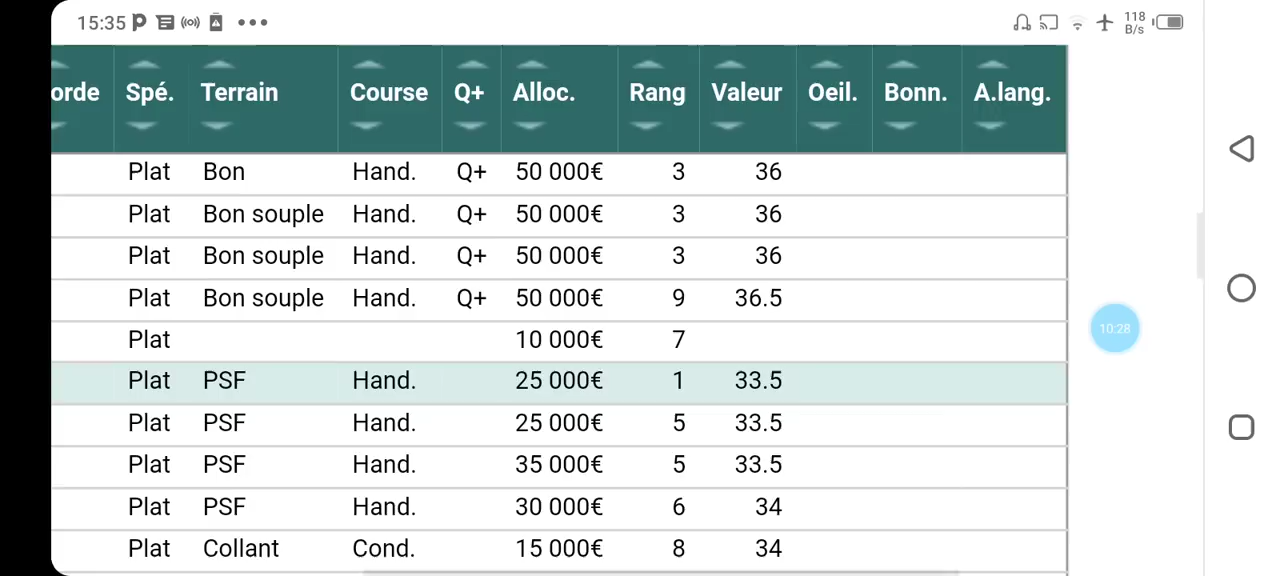 15:35
118 B/s
orde Spé. Terrain Course Q+ Alloc. Rang Valeur Oeil. Bonn. A.lang.
Plat Bon Hand. Q+ 50 000€ 3 36
Plat Bon souple Hand. Q+ 50 000€ 3 36
Plat Bon souple Hand. Q+ 50 000€ 3 36
Plat Bon souple Hand. Q+ 50 000€ 9 36.5
Plat 10 000€ 7
Plat PSF Hand. 25 000€ 1 33.5
Plat PSF Hand. 25 000€ 5 33.5
Plat PSF Hand. 35 000€ 5 33.5
Plat PSF Hand. 30 000€ 6 34
Plat Collant Cond. 15 000€ 8 34
10:28